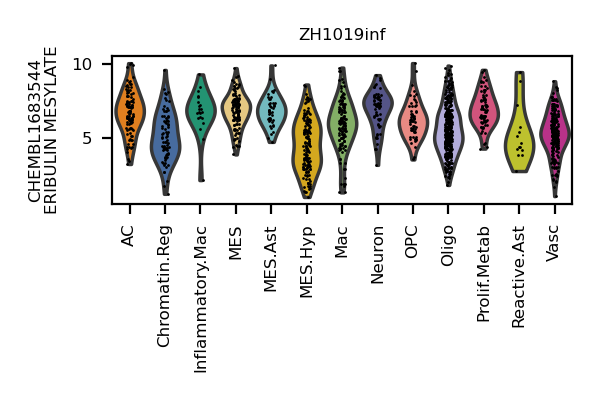 ZH1019inf
CHEMBL1683544
ERIBULIN MESYLATE
10
5
AC
Chromatin.Reg
Inflammatory.Mac
MES
MES.Ast
MES.Hyp
Mac
Neuron
OPC
Oligo
Prolif.Metab
Reactive.Ast
Vasc